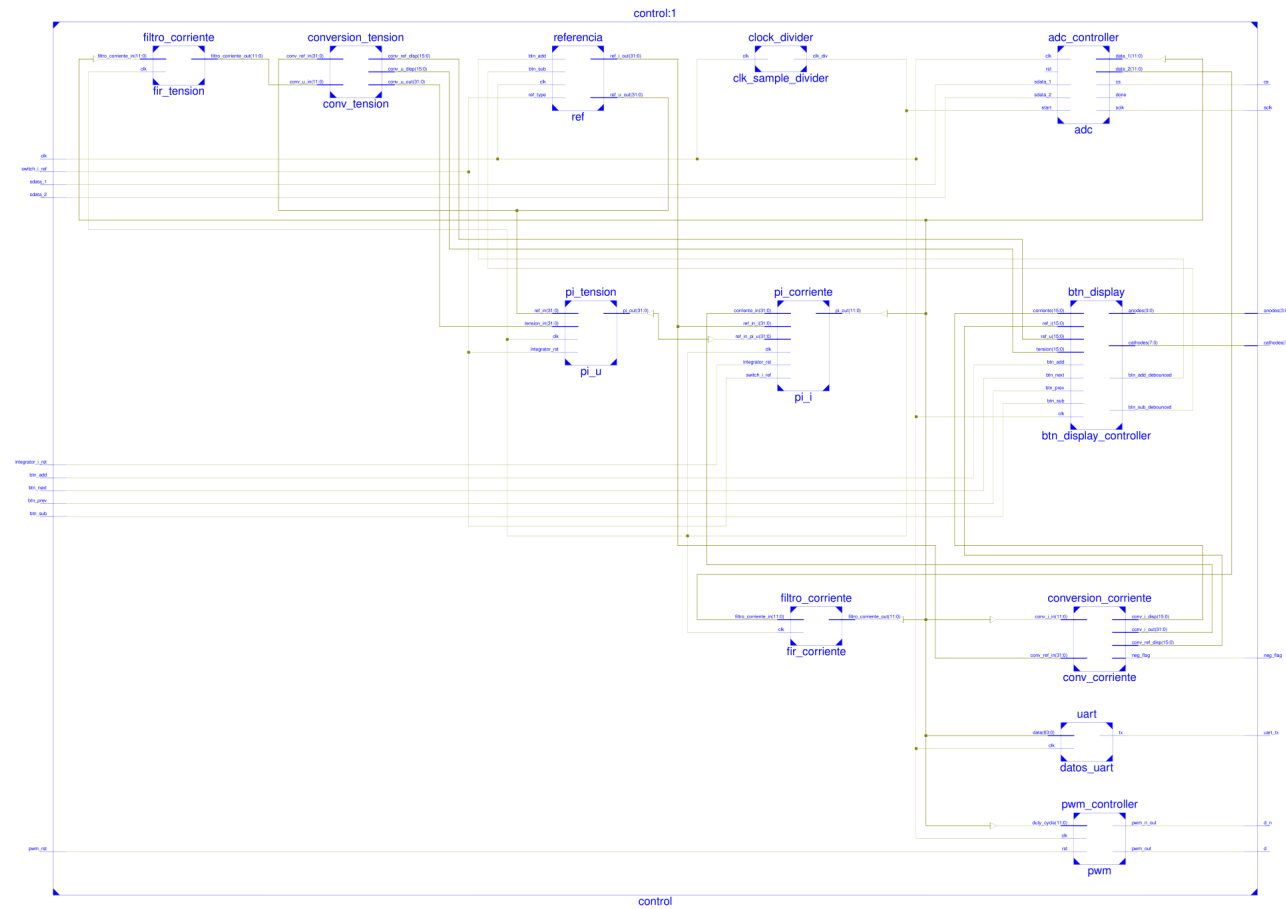 control:1
filtro_corriente
filtro_corriente_in(11:0)
filtro_corriente_out(11:0)
clk
fir_tension
conversion_tension
conv_ref_in(31:0)
conv_ref_disp(15:0)
conv_u_disp(15:0)
conv_u_in(11:0)
conv_u_out(31:0)
conv_tension
referencia
btn_add
ref_i_out(31:0)
btn_sub
clk
ref_type
ref_u_out(31:0)
ref
clock_divider
clk
clk_div
clk_sample_divider
adc_controller
clk
data_1(11:0)
rst
data_2(11:0)
sdata_1
cs
sdata_2
done
start
sclk
adc
cs
sclk
clk
switch_i_ref
sdata_1
sdata_2
pi_tension
ref_in(31:0)
pi_out(31:0)
tension_in(31:0)
clk
integrator_rst
pi_u
pi_corriente
corriente_in(31:0)
pi_out(11:0)
ref_in_i(31:0)
ref_in_pi_u(31:0)
clk
integrator_rst
switch_i_ref
pi_i
btn_display
corriente(15:0)
anodes(3:0)
ref_i(15:0)
ref_u(15:0)
cathodes(7:0)
tension(15:0)
btn_add
btn_next
btn_add_debounced
btn_prev
btn_sub
btn_sub_debounced
clk
btn_display_controller
integrator_i_rst
btn_add
btn_next
btn_prev
btn_sub
filtro_corriente
filtro_corriente_in(11:0)
filtro_corriente_out(11:0)
clk
fir_corriente
conversion_corriente
conv_i_in(11:0)
conv_i_disp(15:0)
conv_i_out(31:0)
conv_ref_disp(15:0)
conv_ref_in(31:0)
neg_flag
neg_flag
conv_corriente
uart
data(63:0)
tx
uart_tx
clk
datos_uart
pwm_controller
duty_cycle(11:0)
pwm_n_out
d_n
clk
rst
pwm_out
d
pwm
pwm_rst
control